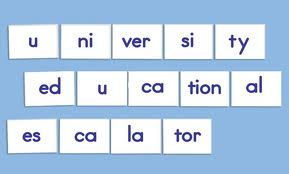 u ni ver si ty
ed u ca tion al
es ca la tor